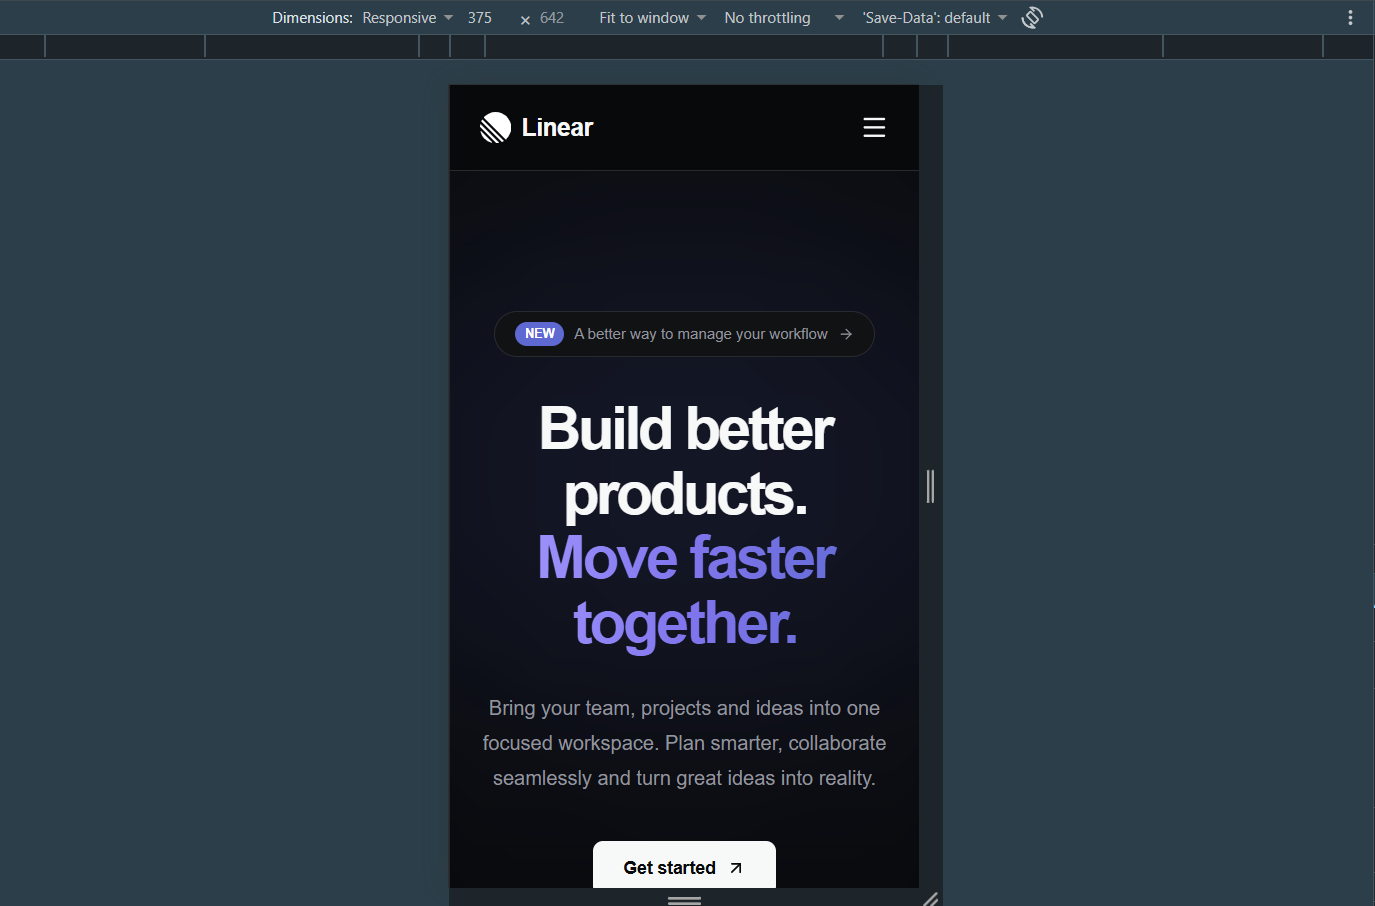 Dimensions: Responsive 375 × 642 Fit to window No throttling 'Save-Data': default
Linear
NEW A better way to manage your workflow →
Build better
products.
Move faster
together.
Bring your team, projects and ideas into one
focused workspace. Plan smarter, collaborate
seamlessly and turn great ideas into reality.
Get started ↗